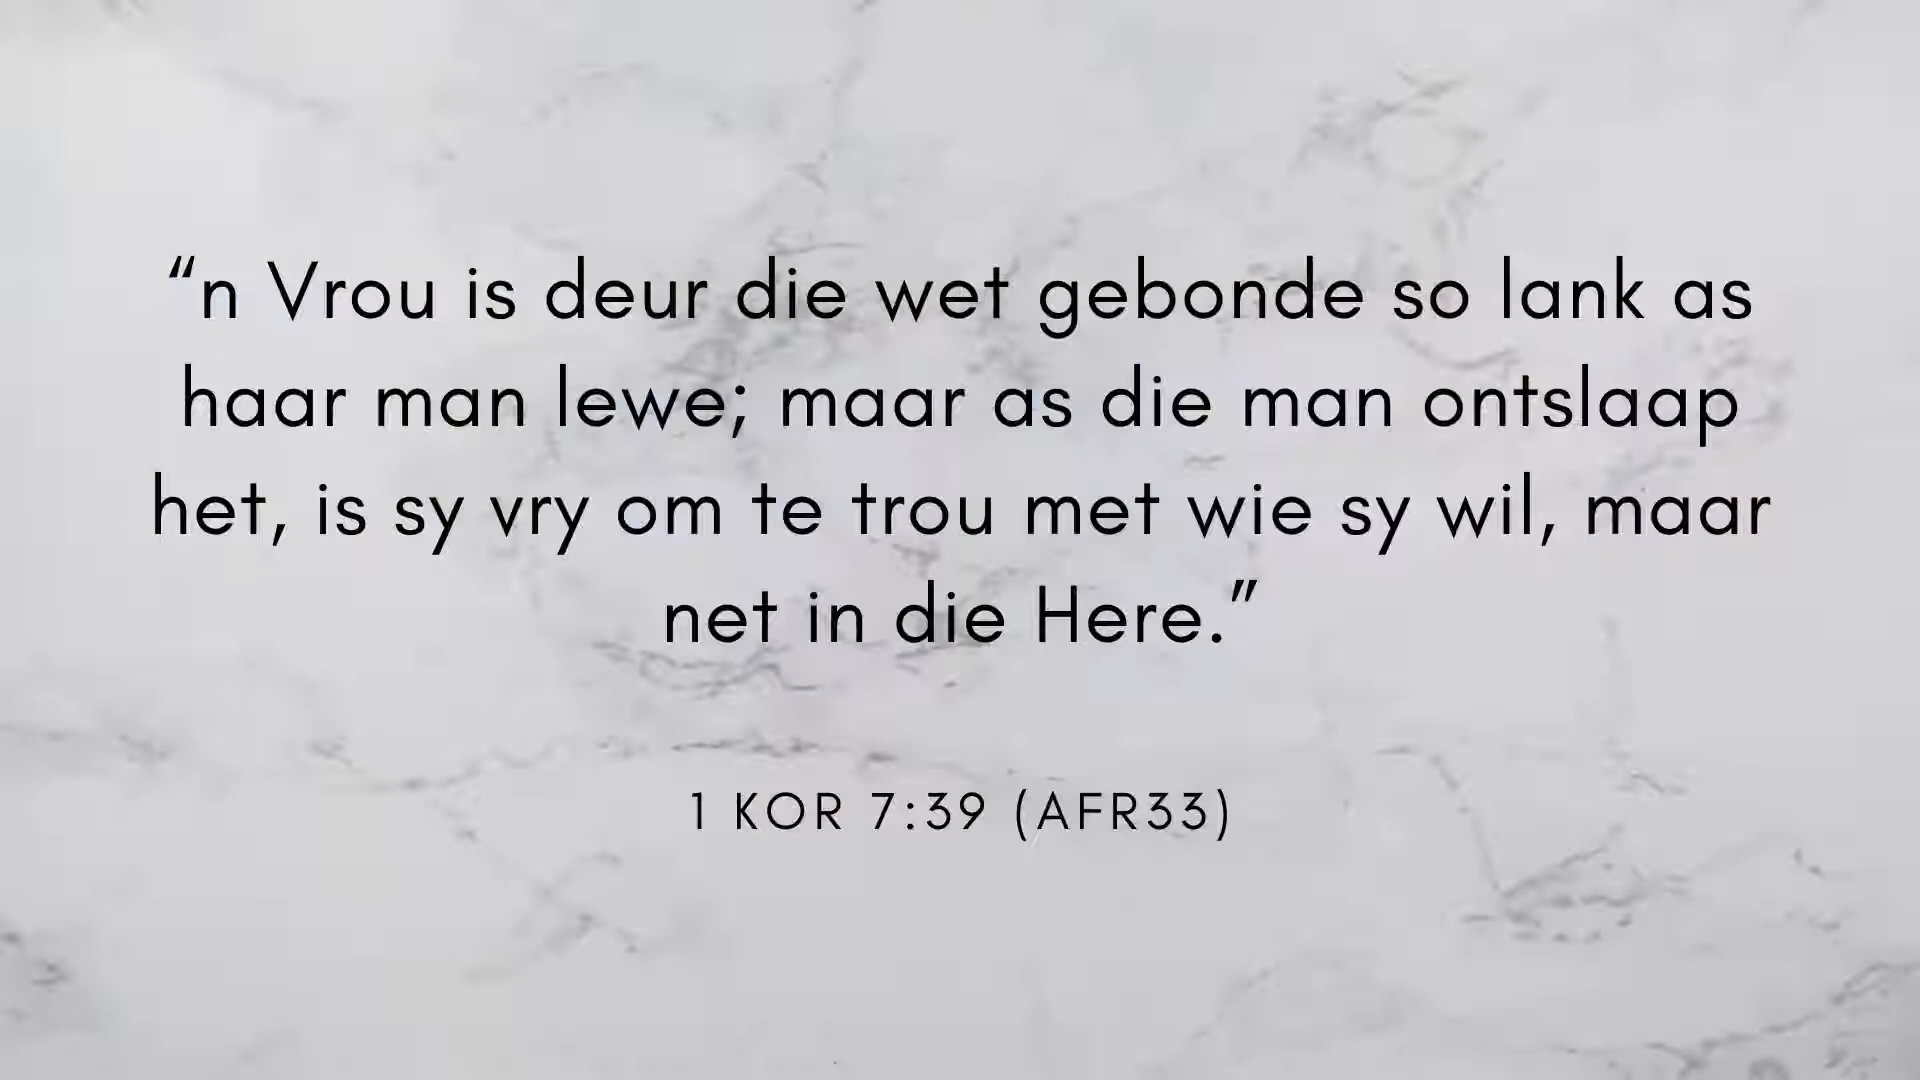 “n Vrou is deur die wet gebonde so lank as
haar man lewe; maar as die man ontslaap
het, is sy vry om te trou met wie sy wil, maar
net in die Here.”
1 KOR 7:39 (AFR33)